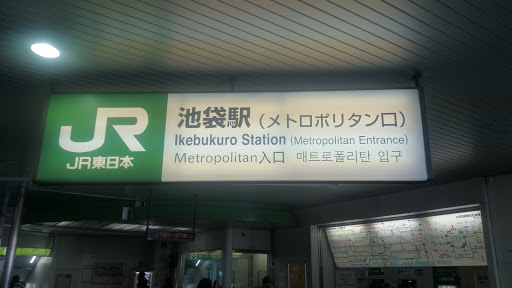 JR
JR東日本
池袋駅(メトロポリタン口)
Ikebukuro Station (Metropolitan Entrance)
Metropolitan入口 매트로폴리탄 입구